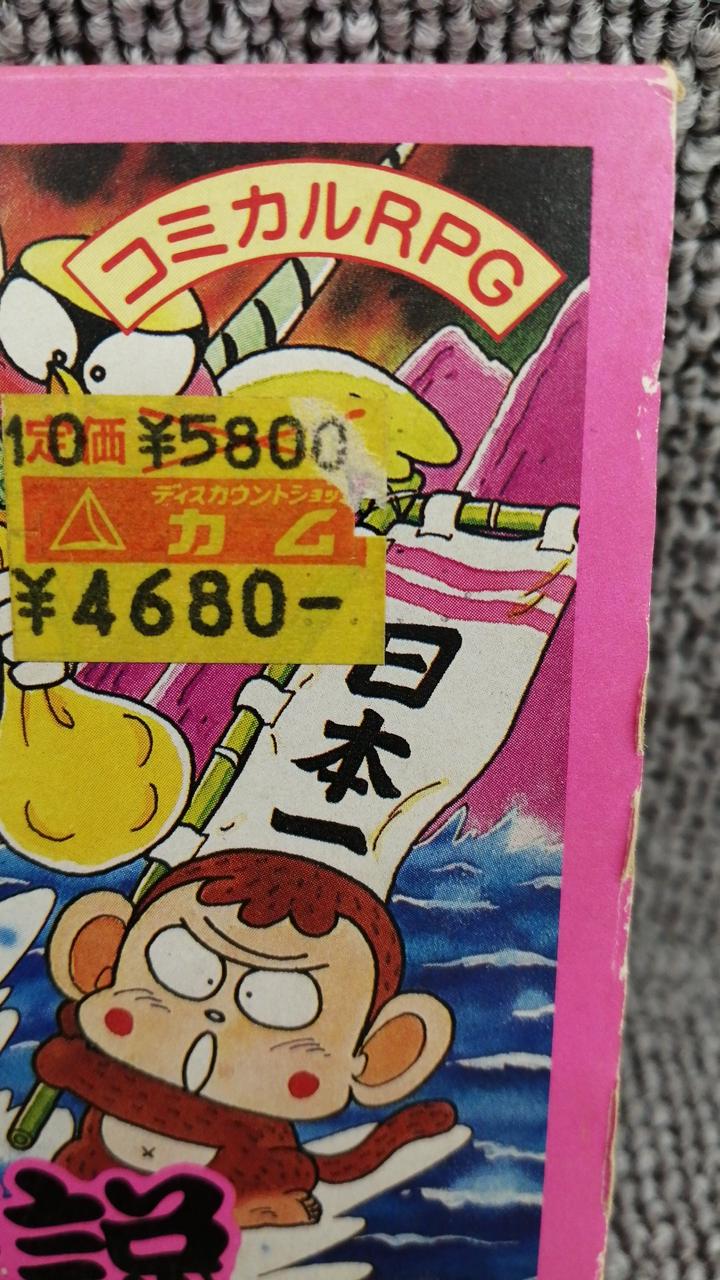 コミカルRPG
10 定価 ¥5800
ディスカウントショップ
カム
¥4680-
日本一
説